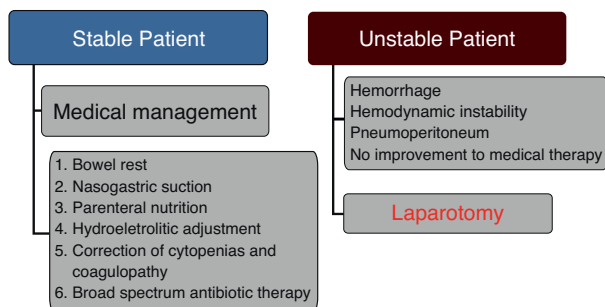 Stable Patient
Medical management
1. Bowel rest
2. Nasogastric suction
3. Parenteral nutrition
4. Hydroeletrolitic adjustment
5. Correction of cytopenias and
coagulopathy
6. Broad spectrum antibiotic therapy
Unstable Patient
Hemorrhage
Hemodynamic instability
Pneumoperitoneum
No improvement to medical therapy
Laparotomy